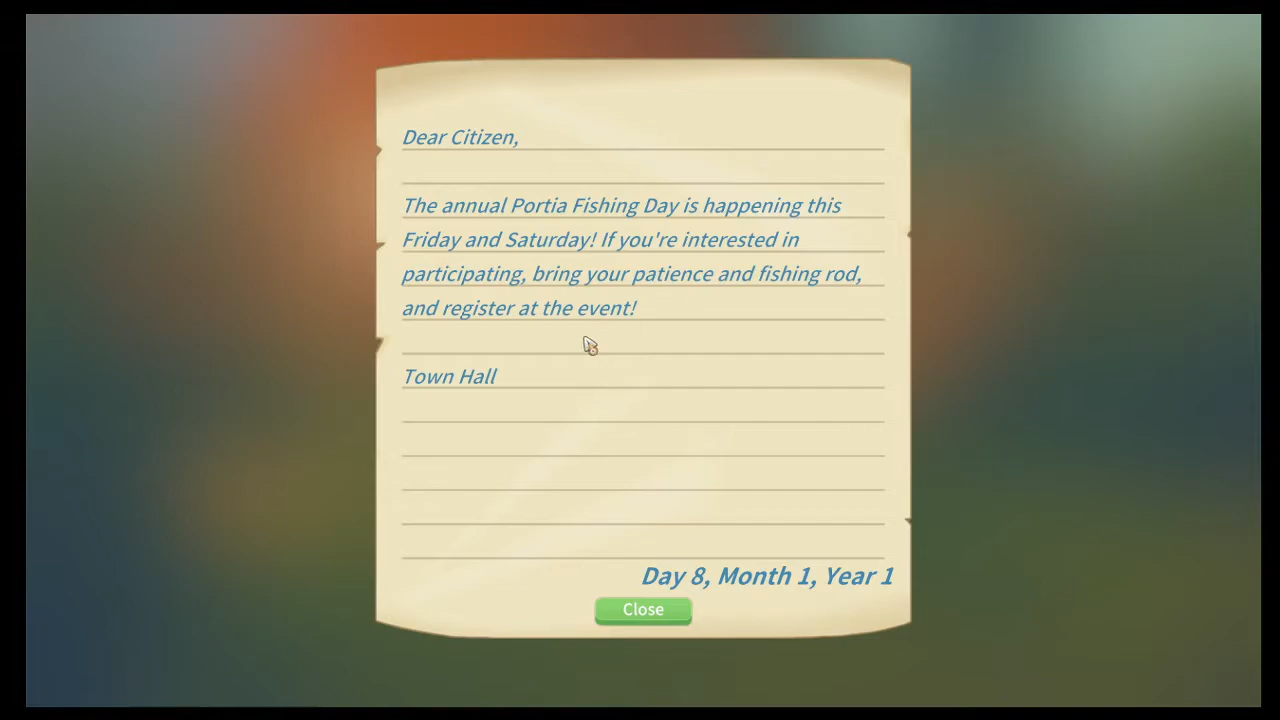 Dear Citizen,
The annual Portia Fishing Day is happening this
Friday and Saturday! If you're interested in
participating, bring your patience and fishing rod,
and register at the event!
Town Hall
Day 8, Month 1, Year 1
Close